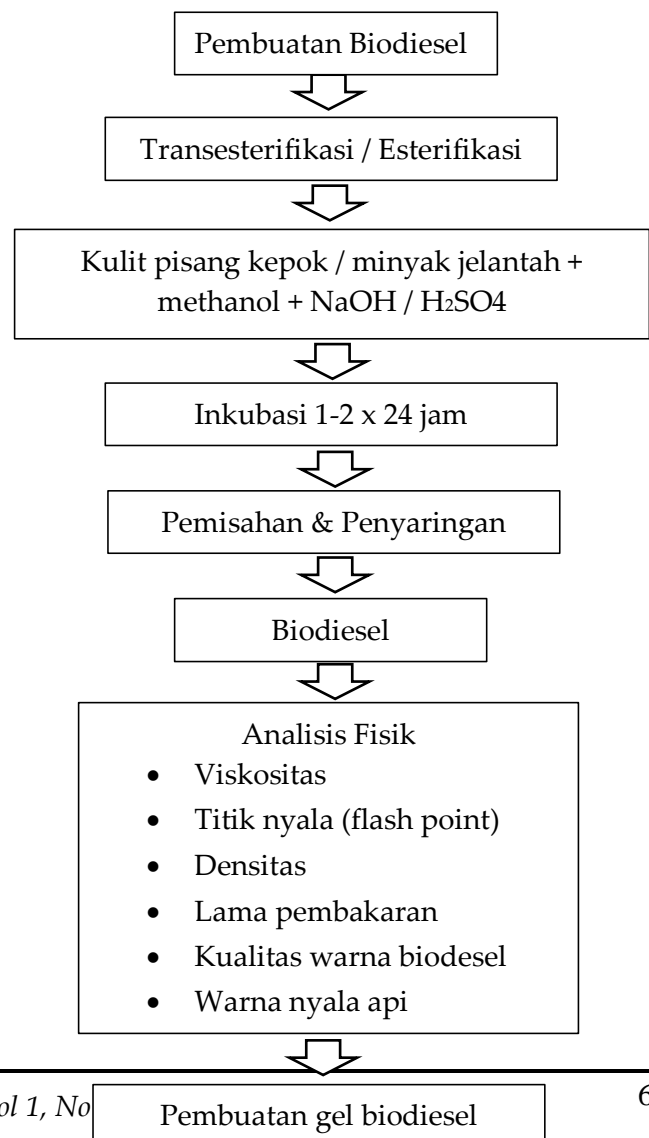 Pembuatan Biodiesel
Transesterifikasi / Esterifikasi
Kulit pisang kepok / minyak jelantah +
methanol + NaOH / H₂SO4
Inkubasi 1-2 x 24 jam
Pemisahan & Penyaringan
Biodiesel
Analisis Fisik
• Viskositas
• Titik nyala (flash point)
• Densitas
• Lama pembakaran
• Kualitas warna biodesel
• Warna nyala api
1, No
Pembuatan gel biodiesel